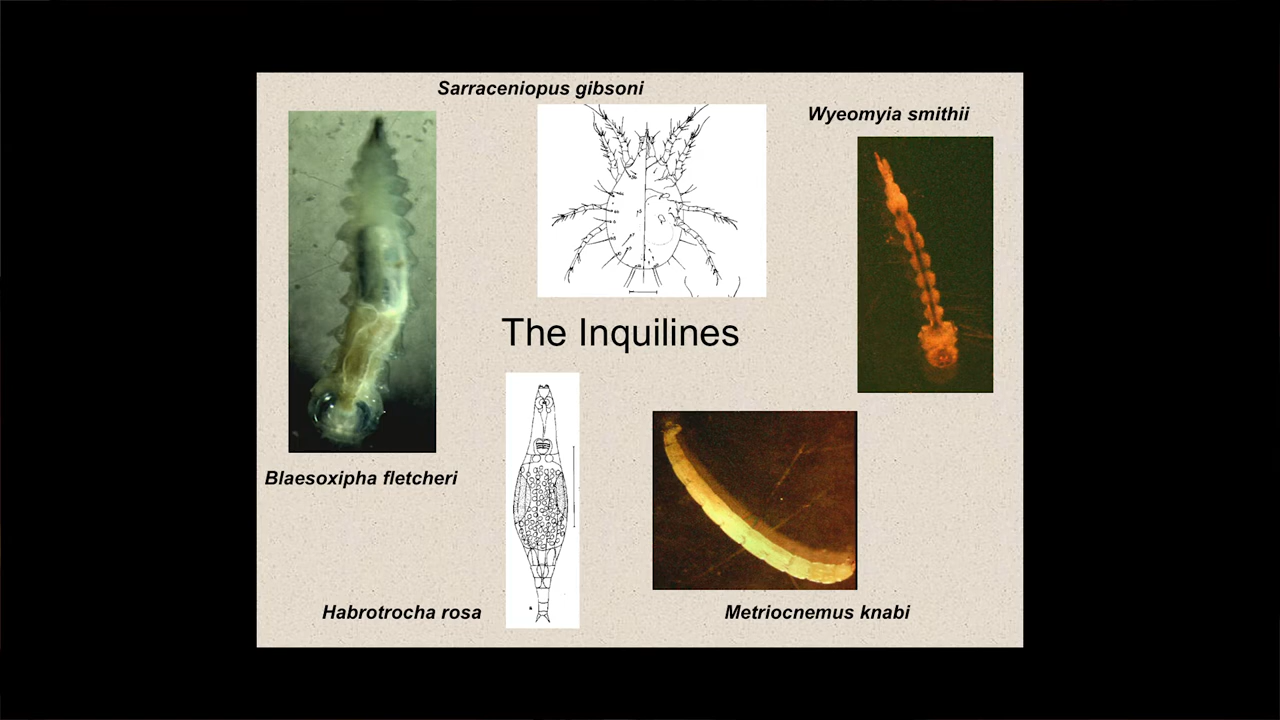 Sarraceniopus gibsoni
Wyeomyia smithii
The Inquilines
Blaesoxipha fletcheri
Habrotrocha rosa
Metriocnemus knabi